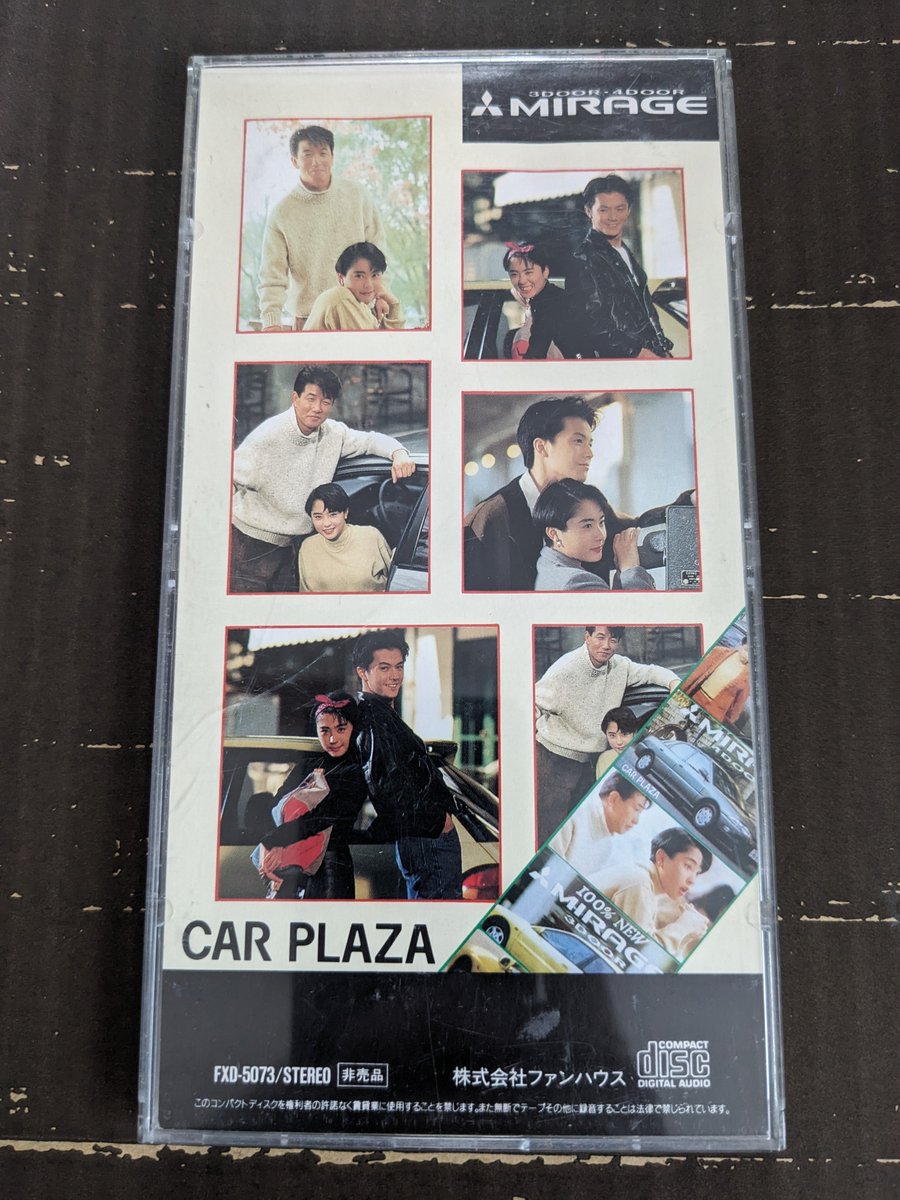 3DOOR・4DOOR
MIRAGE
CAR PLAZA
MIR
3DOO
CAR PLAZA
100% NEW
MIRAGE
3DOOR
FXD-5073/STEREO 非売品
株式会社ファンハウス
COMPACT
disc
DIGITAL AUDIO
このコンパクトディスクを権利者の許諾なく賃貸業に使用することを禁じます。また無断でテープその他に録音することは法律で禁じられています。